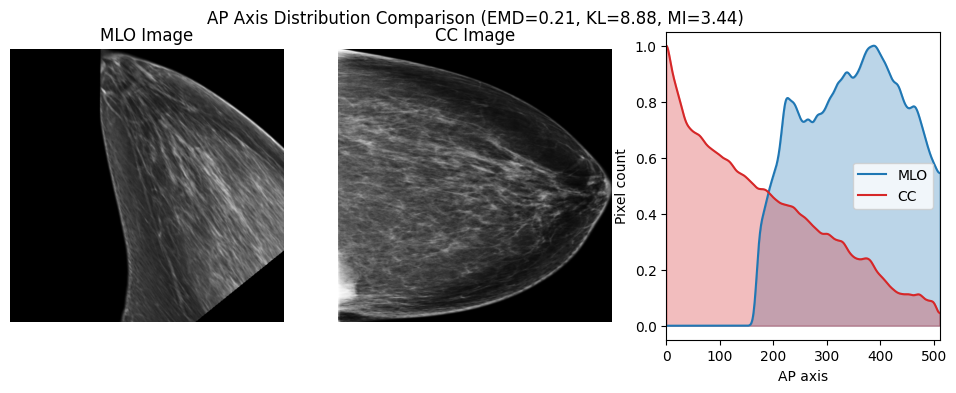 AP Axis Distribution Comparison (EMD=0.21, KL=8.88, MI=3.44)
MLO Image
CC Image
1.0
0.8
0.6
0.4
0.2
0.0
Pixel count
MLO
CC
0 100 200 300 400 500
AP axis